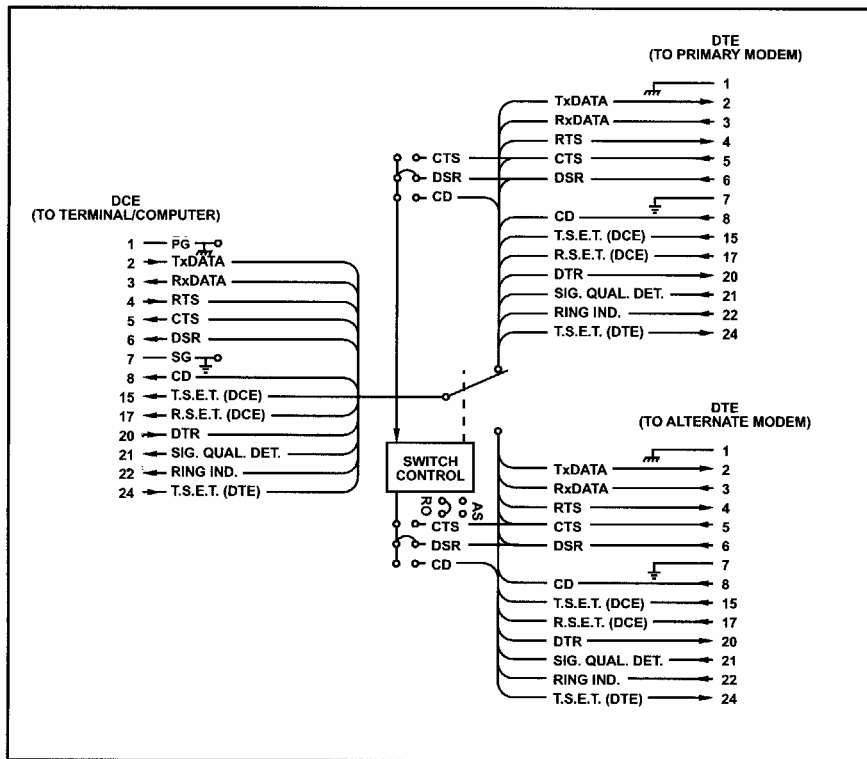 DTE
(TO PRIMARY MODEM)
1
TxDATA 2
RxDATA 3
RTS 4
CTS 5
DSR 6
7
CD 8
T.S.E.T. (DCE) 15
R.S.E.T. (DCE) 17
DTR 20
SIG. QUAL. DET. 21
RING IND. 22
T.S.E.T. (DTE) 24
CTS
DSR
CD
DCE
(TO TERMINAL/COMPUTER)
1 PG
2 TxDATA
3 RxDATA
4 RTS
5 CTS
6 DSR
7 SG
8 CD
15 T.S.E.T. (DCE)
17 R.S.E.T. (DCE)
20 DTR
21 SIG. QUAL. DET.
22 RING IND.
24 T.S.E.T. (DTE)
SWITCH
CONTROL
RO AS
CTS
DSR
CD
DTE
(TO ALTERNATE MODEM)
1
TxDATA 2
RxDATA 3
RTS 4
CTS 5
DSR 6
7
CD 8
T.S.E.T. (DCE) 15
R.S.E.T. (DCE) 17
DTR 20
SIG. QUAL. DET. 21
RING IND. 22
T.S.E.T. (DTE) 24